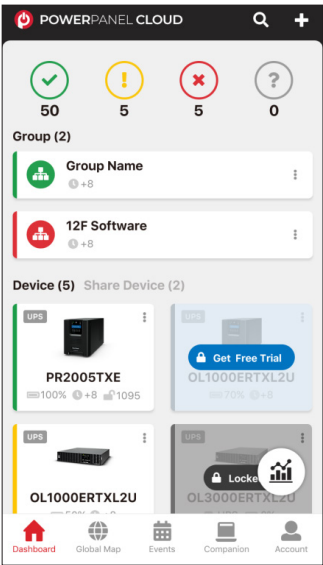 POWERPANEL CLOUD
50 5 5 0
Group (2)
Group Name
+8
12F Software
+8
Device (5) Share Device (2)
UPS UPS
Get Free Trial
PR2005TXE OL1000ERTXL2U
100% +8 1095 70% +8
UPS UPS
Locke
OL1000ERTXL2U OL3000ERTXL2U
Dashboard Global Map Events Companion Account